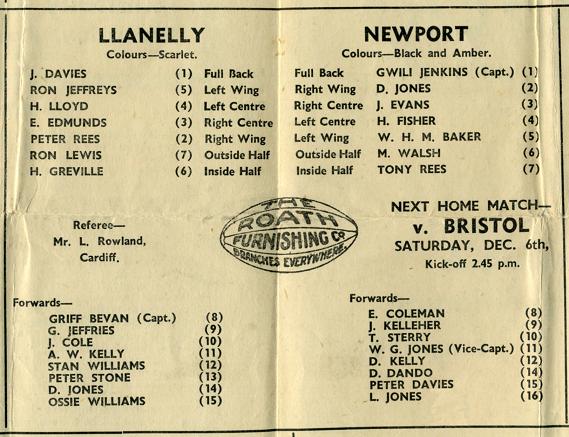 LLANELLY
Colours—Scarlet.
J. DAVIES (1) Full Back
RON JEFFREYS (5) Left Wing
H. LLOYD (4) Left Centre
E. EDMUNDS (3) Right Centre
PETER REES (2) Right Wing
RON LEWIS (7) Outside Half
H. GREVILLE (6) Inside Half
NEWPORT
Colours—Black and Amber.
Full Back GWILI JENKINS (Capt.) (1)
Right Wing D. JONES (2)
Right Centre J. EVANS (3)
Left Centre H. FISHER (4)
Left Wing W. H. M. BAKER (5)
Outside Half M. WALSH (6)
Inside Half TONY REES (7)
Referee—
Mr. L. Rowland,
Cardiff.
THE
ROATH
FURNISHING CO
BRANCHES EVERYWHERE.
NEXT HOME MATCH—
v. BRISTOL
SATURDAY, DEC. 6th,
Kick-off 2.45 p.m.
Forwards—
GRIFF BEVAN (Capt.) (8)
G. JEFFRIES (9)
J. COLE (10)
A. W. KELLY (11)
STAN WILLIAMS (12)
PETER STONE (13)
D. JONES (14)
OSSIE WILLIAMS (15)
Forwards—
E. COLEMAN (8)
J. KELLEHER (9)
T. STERRY (10)
W. G. JONES (Vice-Capt.) (11)
D. KELLY (12)
D. DANDO (14)
PETER DAVIES (15)
L. JONES (16)